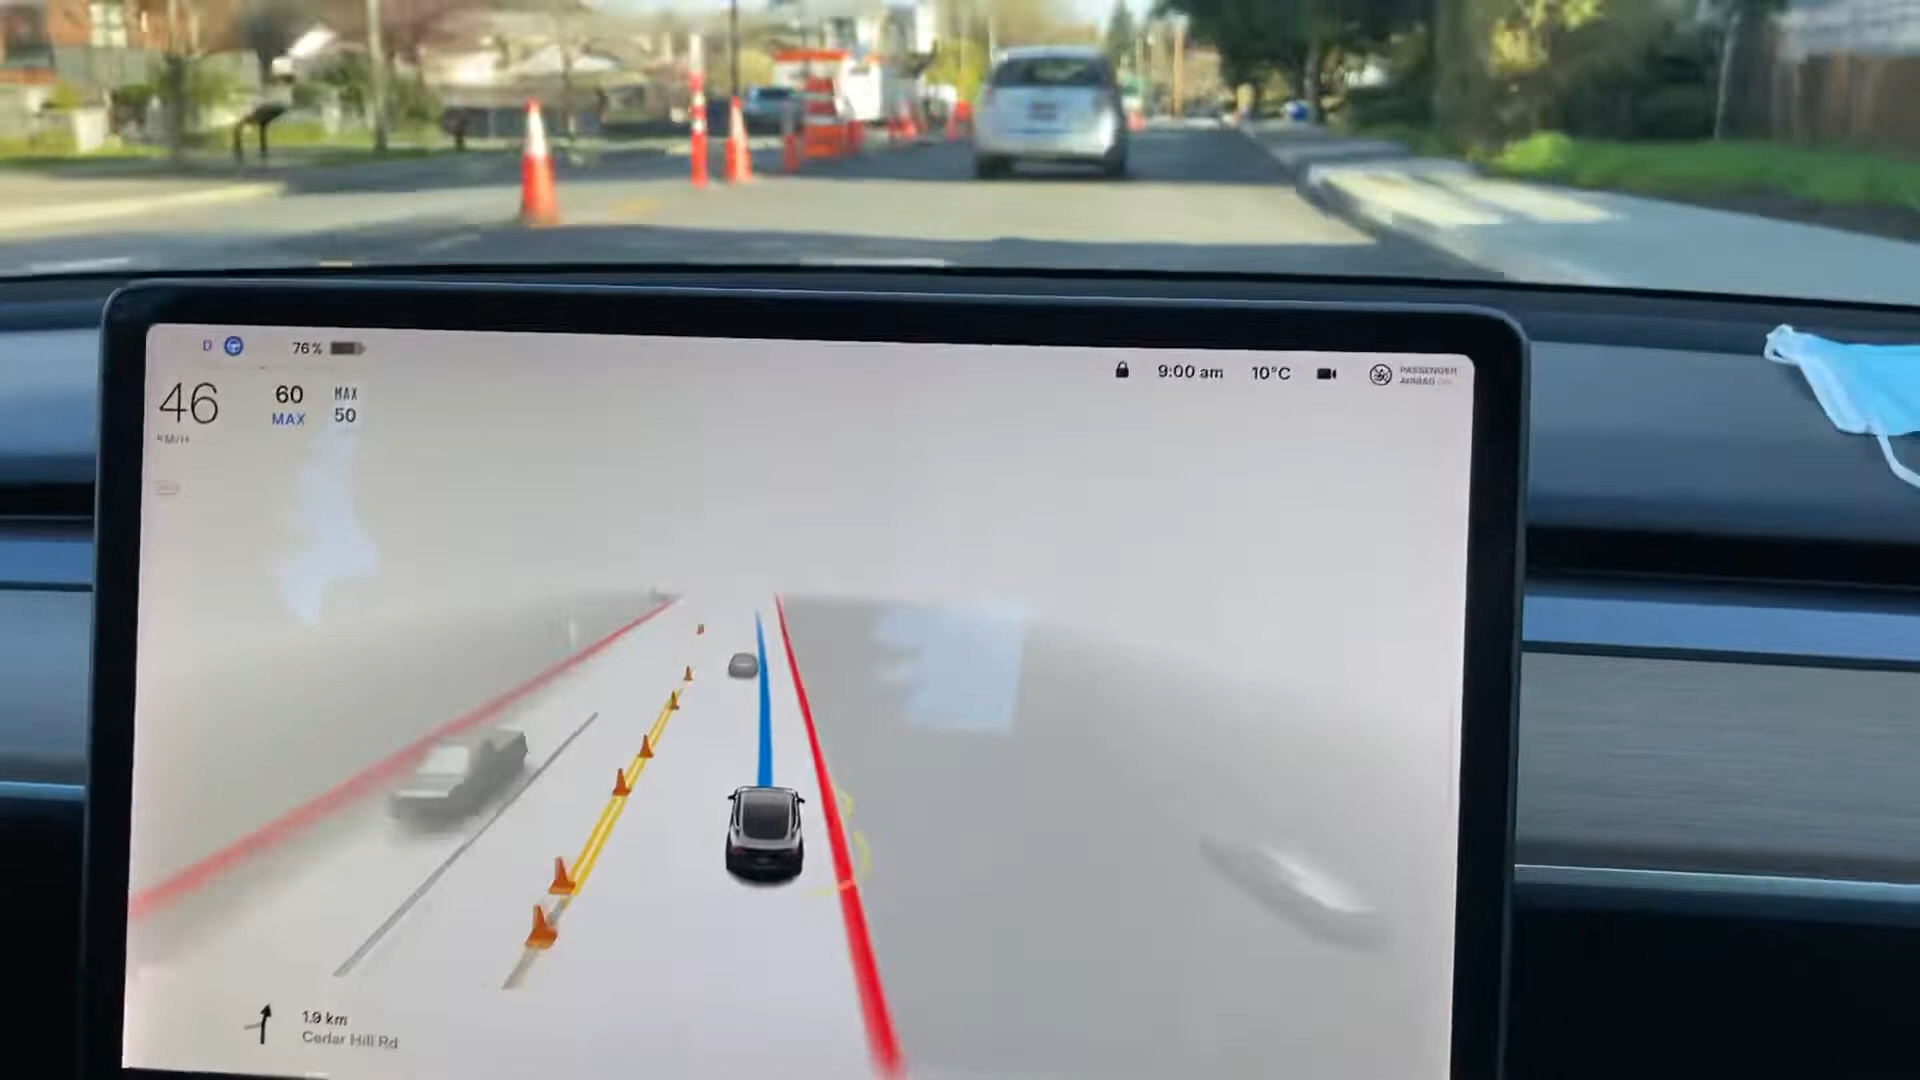 D
76%
9:00 am
10°C
PASSENGER
AIRBAG
46
KM/H
60
MAX
MAX
50
1.9 km
Cedar Hill Rd